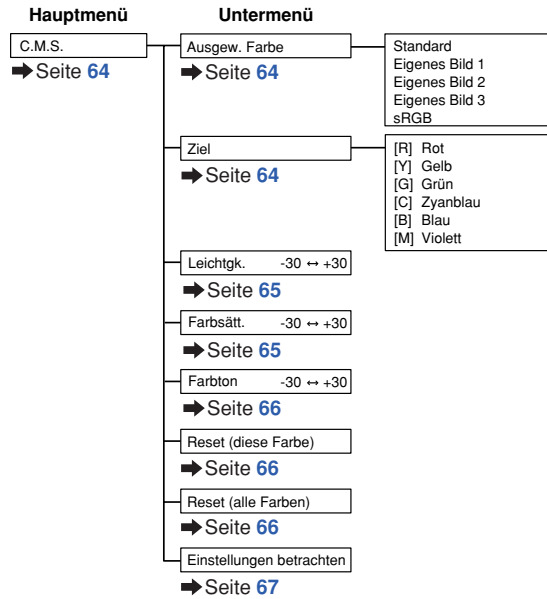 Hauptmenü
Untermenü
C.M.S.
➡Seite 64
Ausgew. Farbe
➡Seite 64
Standard
Eigenes Bild 1
Eigenes Bild 2
Eigenes Bild 3
sRGB
Ziel
➡Seite 64
[R] Rot
[Y] Gelb
[G] Grün
[C] Zyanblau
[B] Blau
[M] Violett
Leichtgk. -30 ↔ +30
➡Seite 65
Farbsätt. -30 ↔ +30
➡Seite 65
Farbton -30 ↔ +30
➡Seite 66
Reset (diese Farbe)
➡Seite 66
Reset (alle Farben)
➡Seite 66
Einstellungen betrachten
➡Seite 67